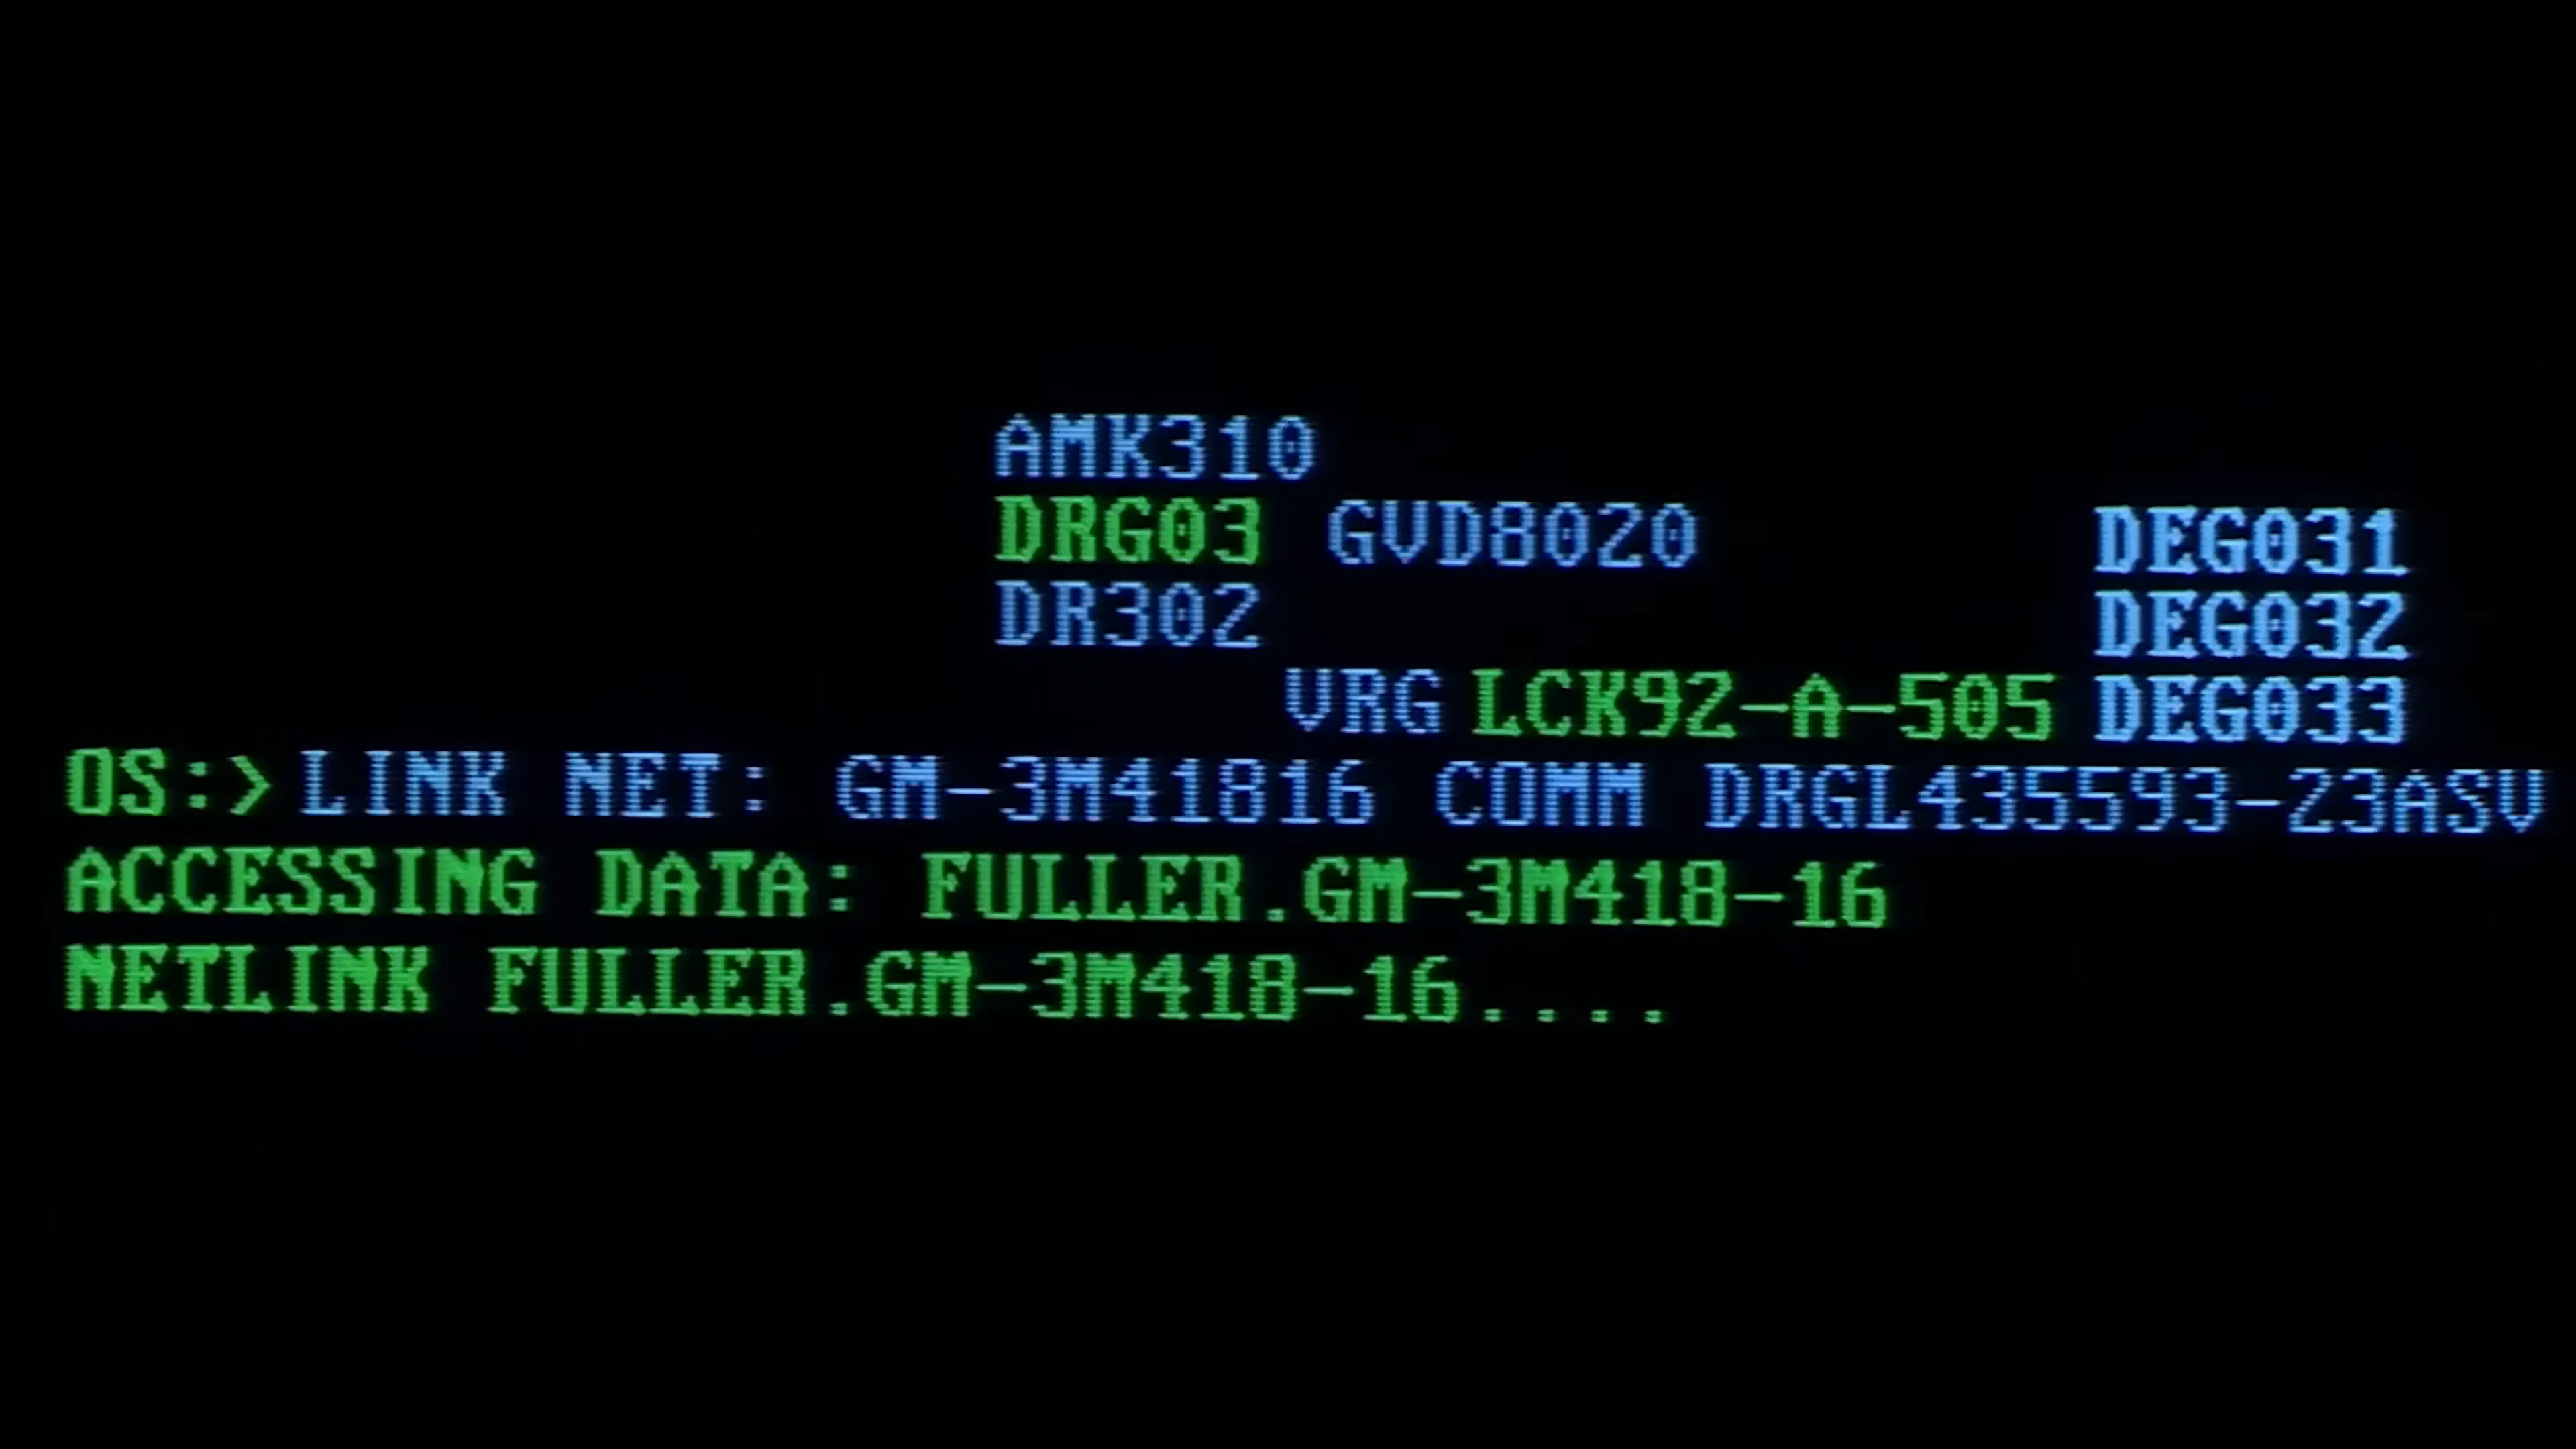 AMK310
DRG03 GVD8020 DEG031
DR302 DEG032
VRG LCK92-A-505 DEG033
OS:> LINK NET: GM-3M41816 COMM DRGL435593-23ASV
ACCESSING DATA: FULLER.GM-3M418-16
NETLINK FULLER.GM-3M418-16....